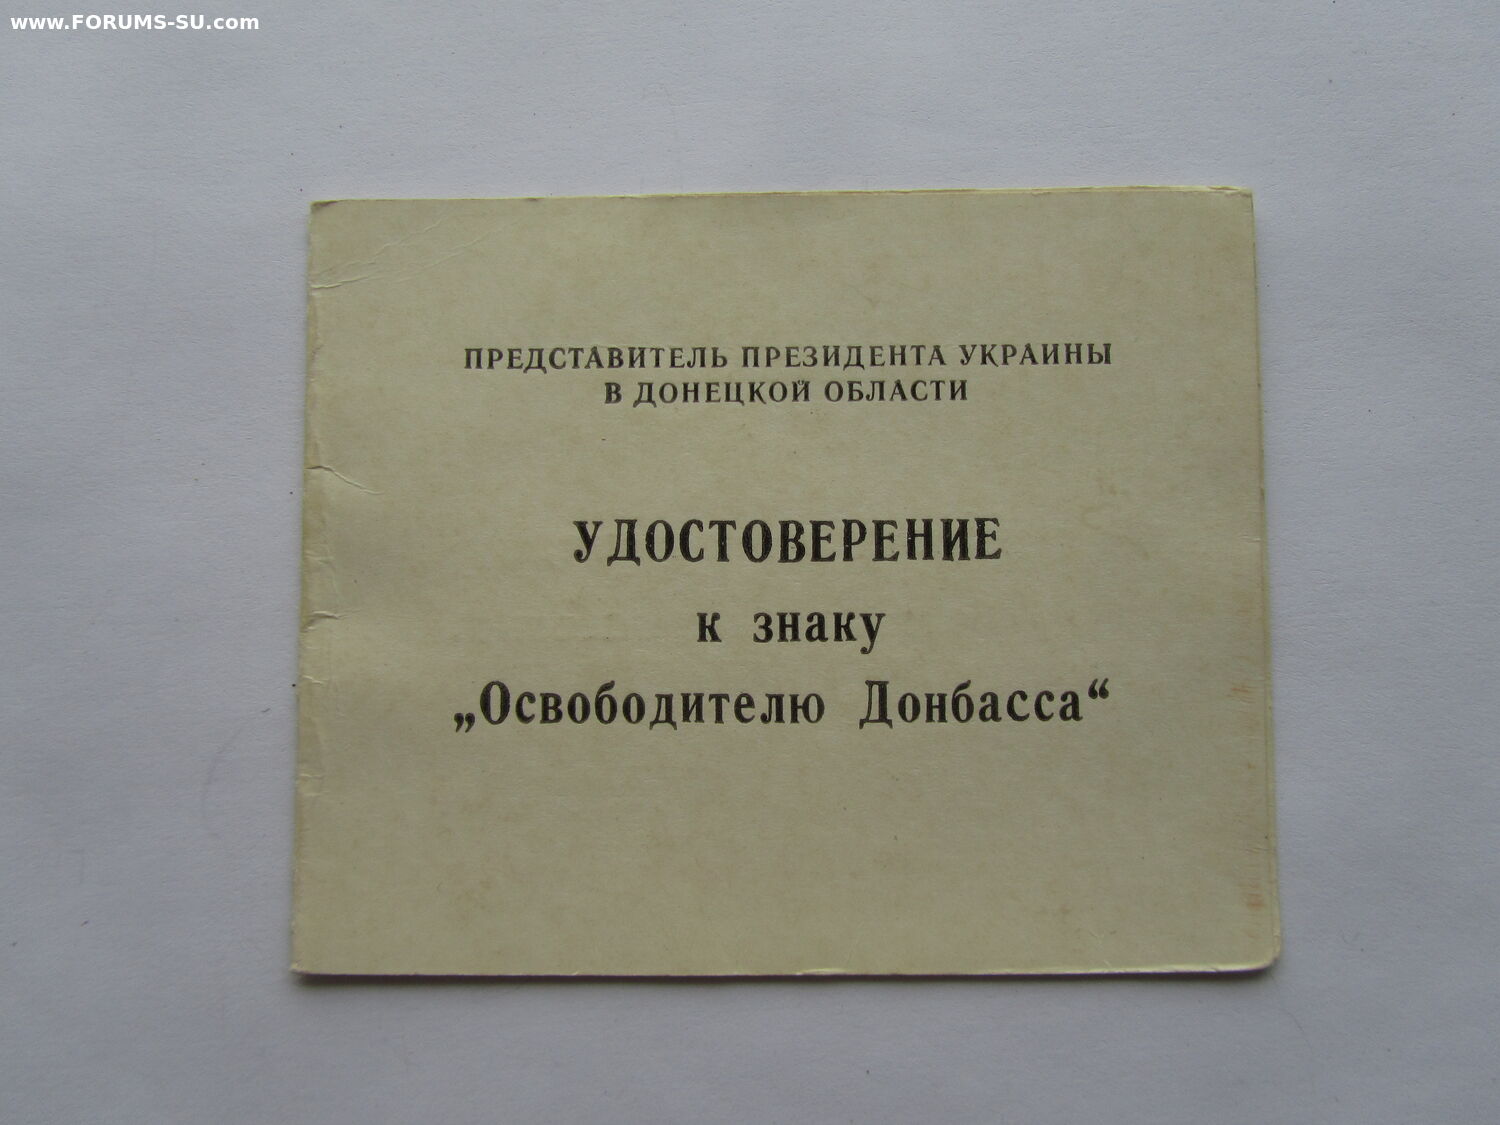 www.FORUMS-SU.com
ПРЕДСТАВИТЕЛЬ ПРЕЗИДЕНТА УКРАИНЫ
В ДОНЕЦКОЙ ОБЛАСТИ
УДОСТОВЕРЕНИЕ
к знаку
„Освободителю Донбасса“